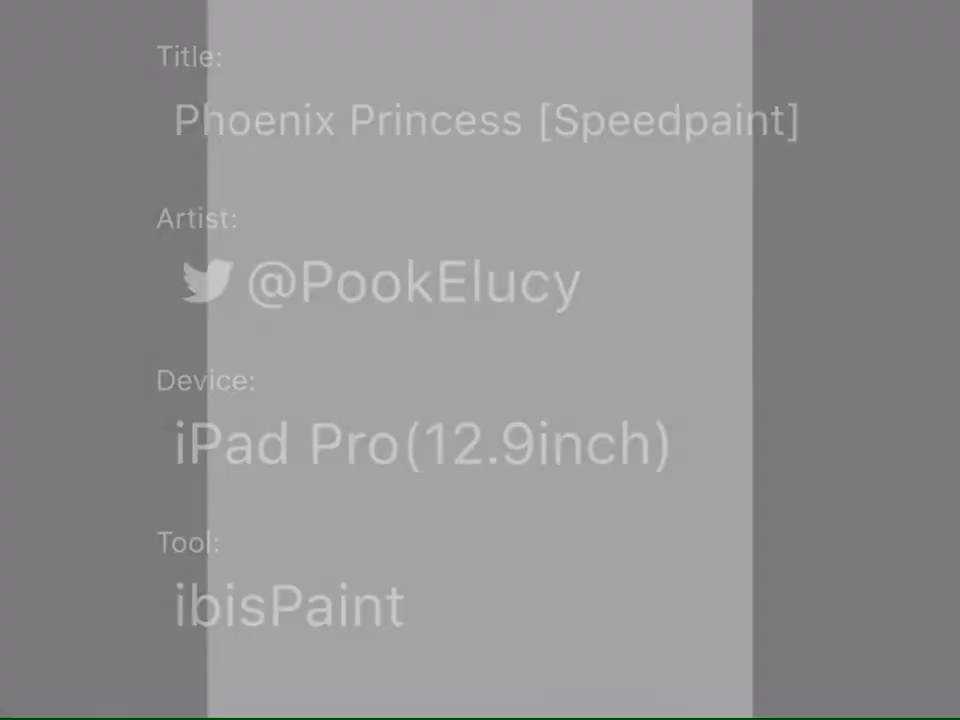 Title:
Phoenix Princess [Speedpaint]
Artist:
@PookElucy
Device:
iPad Pro(12.9inch)
Tool:
ibisPaint